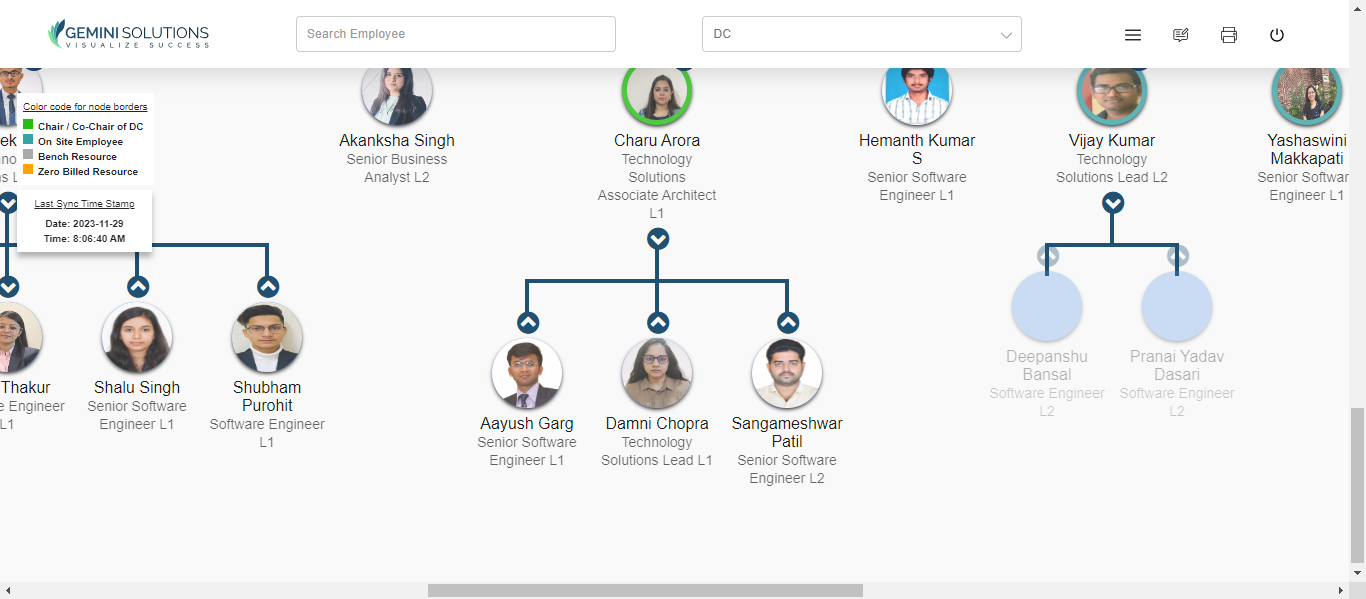 GEMINI SOLUTIONS
VISUALIZE SUCCESS
Search Employee
DC
Color code for node borders
Chair / Co-Chair of DC
On Site Employee
Bench Resource
Zero Billed Resource
Last Sync Time Stamp
Date: 2023-11-29
Time: 8:06:40 AM
Akanksha Singh
Senior Business
Analyst L2
Charu Arora
Technology
Solutions
Associate Architect
L1
Hemanth Kumar
S
Senior Software
Engineer L1
Vijay Kumar
Technology
Solutions Lead L2
Yashaswini
Makkapati
Senior Softwar
Engineer L1
Thakur
e Engineer
L1
Shalu Singh
Senior Software
Engineer L1
Shubham
Purohit
Software Engineer
L1
Aayush Garg
Senior Software
Engineer L1
Damni Chopra
Technology
Solutions Lead L1
Sangameshwar
Patil
Senior Software
Engineer L2
Deepanshu
Bansal
Software Engineer
L2
Pranai Yadav
Dasari
Software Engineer
L2